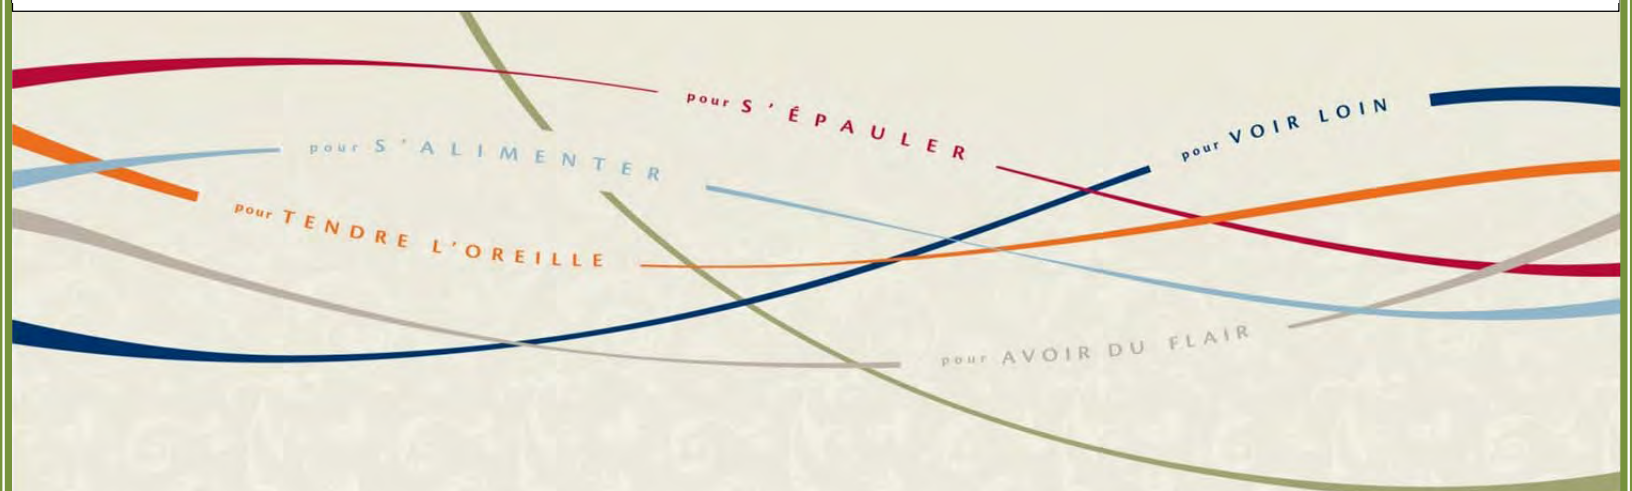 pour S'ÉPAULER
pour VOIR LOIN
pour S'ALIMENTER
pour TENDRE L'OREILLE
pour AVOIR DU FLAIR